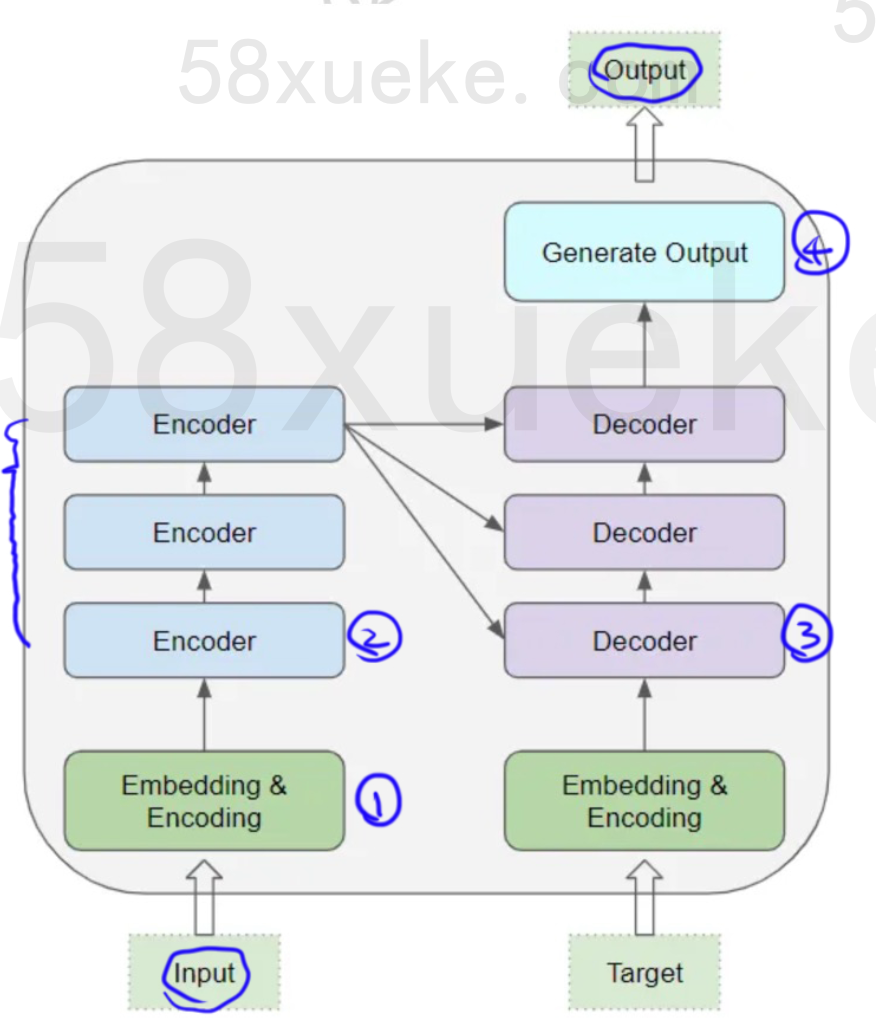 58xueke.com
Output
4
Generate Output
58xueke
Encoder
Decoder
Encoder
Decoder
Encoder
2
Decoder
3
Embedding &
Encoding
1
Embedding &
Encoding
Input
Target